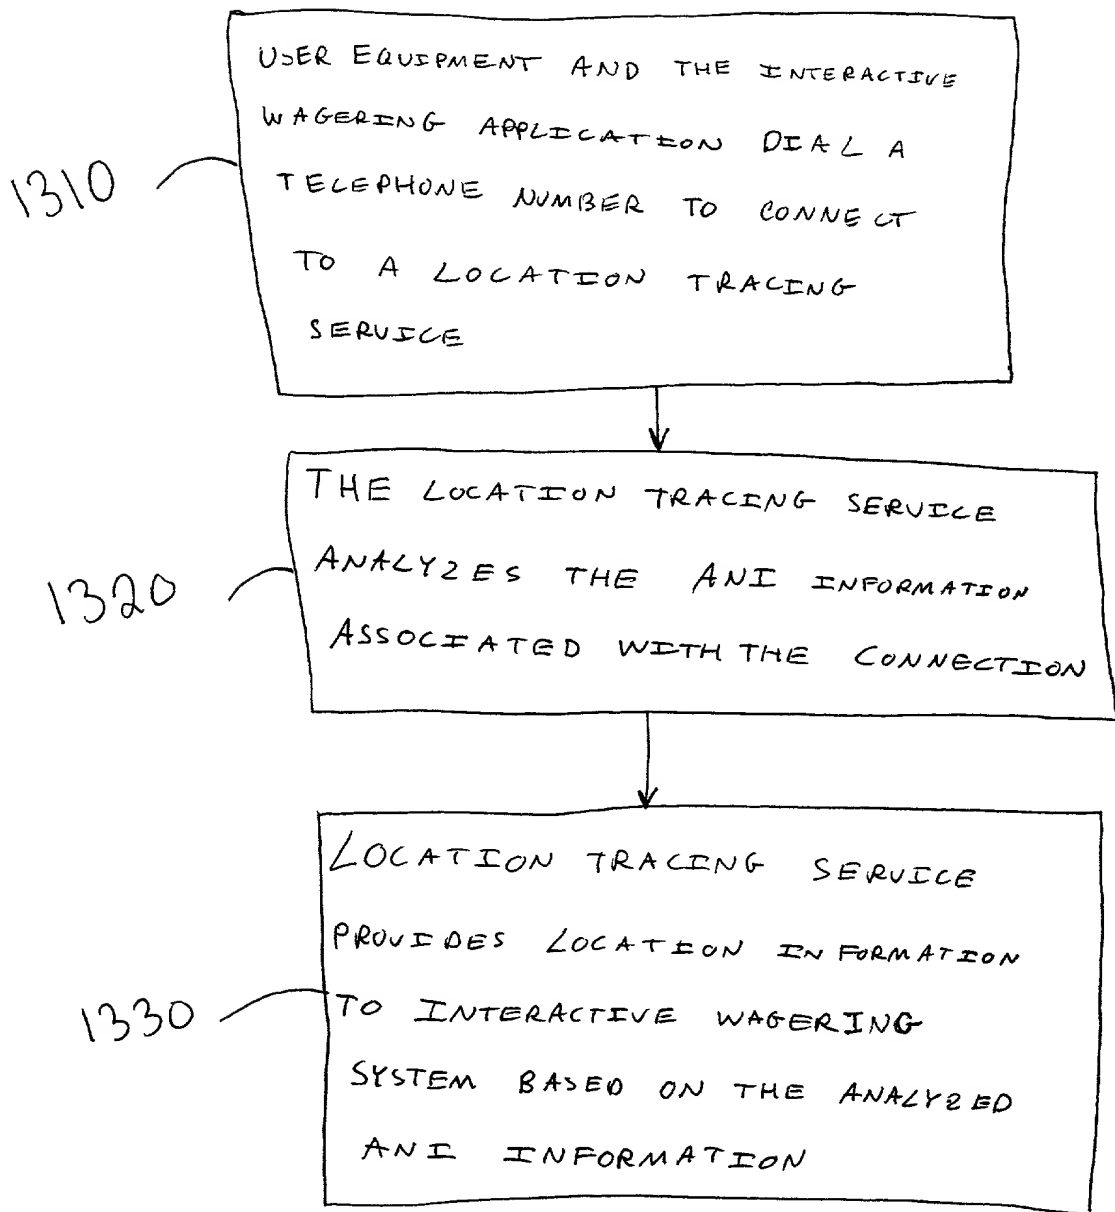 USER EQUIPMENT AND THE INTERACTIVE
WAGERING APPLICATION DIAL A
1310
TELEPHONE NUMBER TO CONNECT
TO A LOCATION TRACING
SERVICE
THE LOCATION TRACING SERVICE
1320
ANALYZES THE ANI INFORMATION
ASSOCIATED WITH THE CONNECTION
LOCATION TRACING SERVICE
PROVIDES LOCATION INFORMATION
1330
TO INTERACTIVE WAGERING
SYSTEM BASED ON THE ANALYZED
ANI INFORMATION